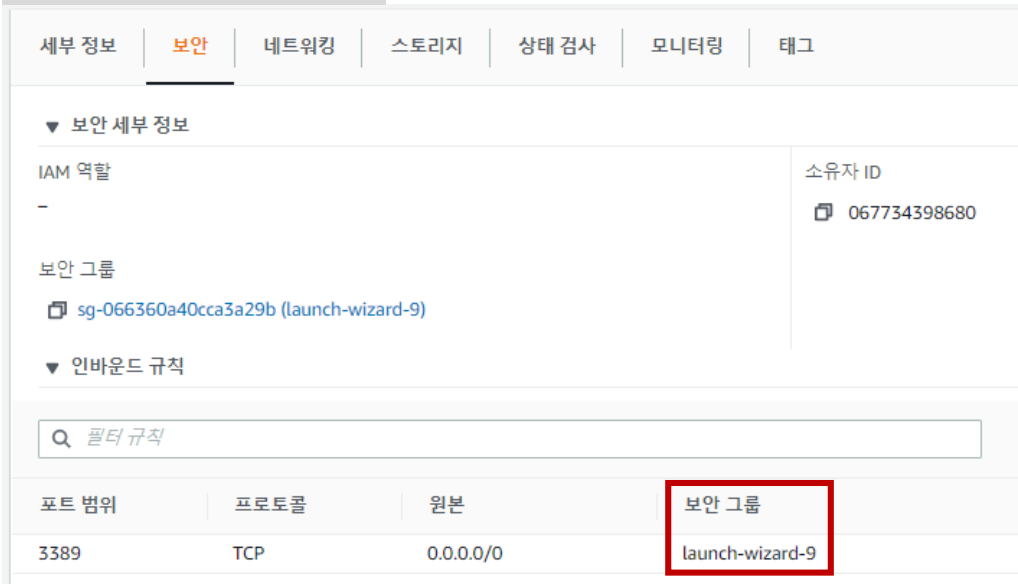 세부 정보 보안 네트워킹 스토리지 상태 검사 모니터링 태그
▼ 보안 세부 정보
IAM 역할 소유자 ID
– 067734398680
보안 그룹
sg-066360a40cca3a29b (launch-wizard-9)
▼ 인바운드 규칙
필터 규칙
포트 범위 프로토콜 원본 보안 그룹
3389 TCP 0.0.0.0/0 launch-wizard-9